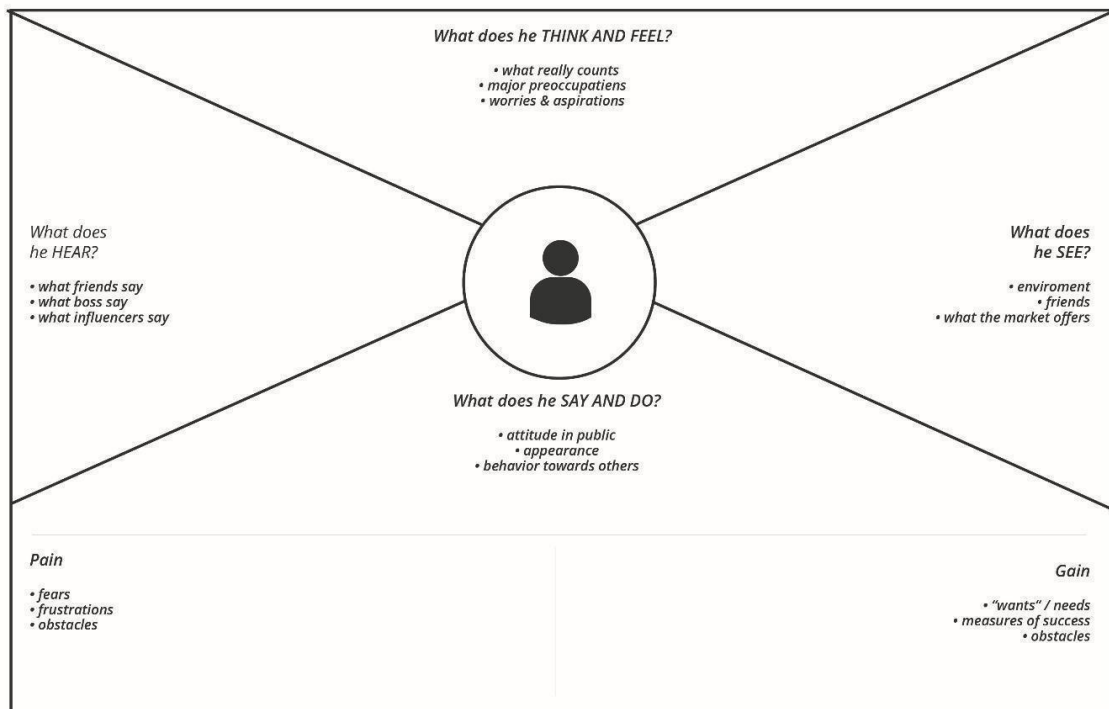 What does he THINK AND FEEL?
• what really counts
• major preoccupatiens
• worries & aspirations
What does
he HEAR?
• what friends say
• what boss say
• what influencers say
What does
he SEE?
• enviroment
• friends
• what the market offers
What does he SAY AND DO?
• attitude in public
• appearance
• behavior towards others
Pain
• fears
• frustrations
• obstacles
Gain
• “wants“ / needs
• measures of success
• obstacles